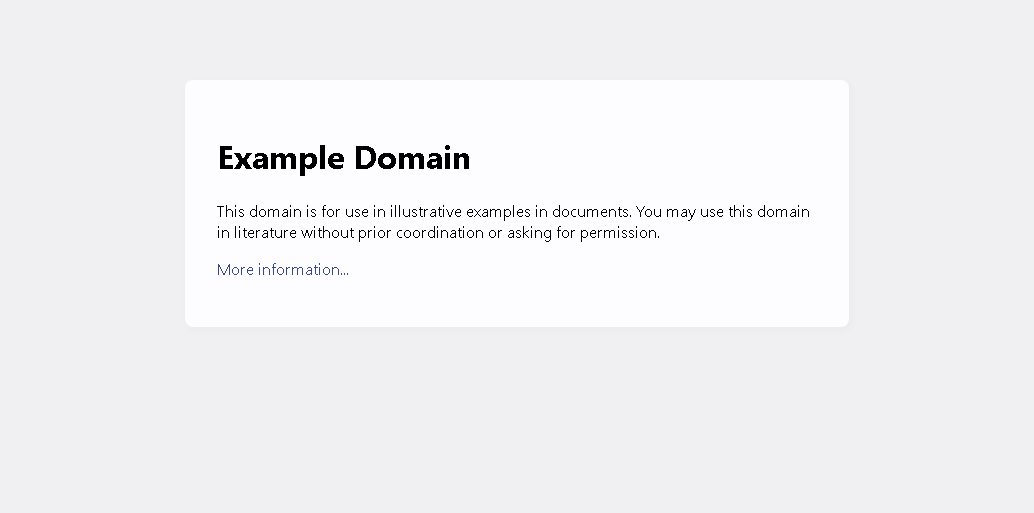 Example Domain
This domain is for use in illustrative examples in documents. You may use this domain
in literature without prior coordination or asking for permission.
More information...